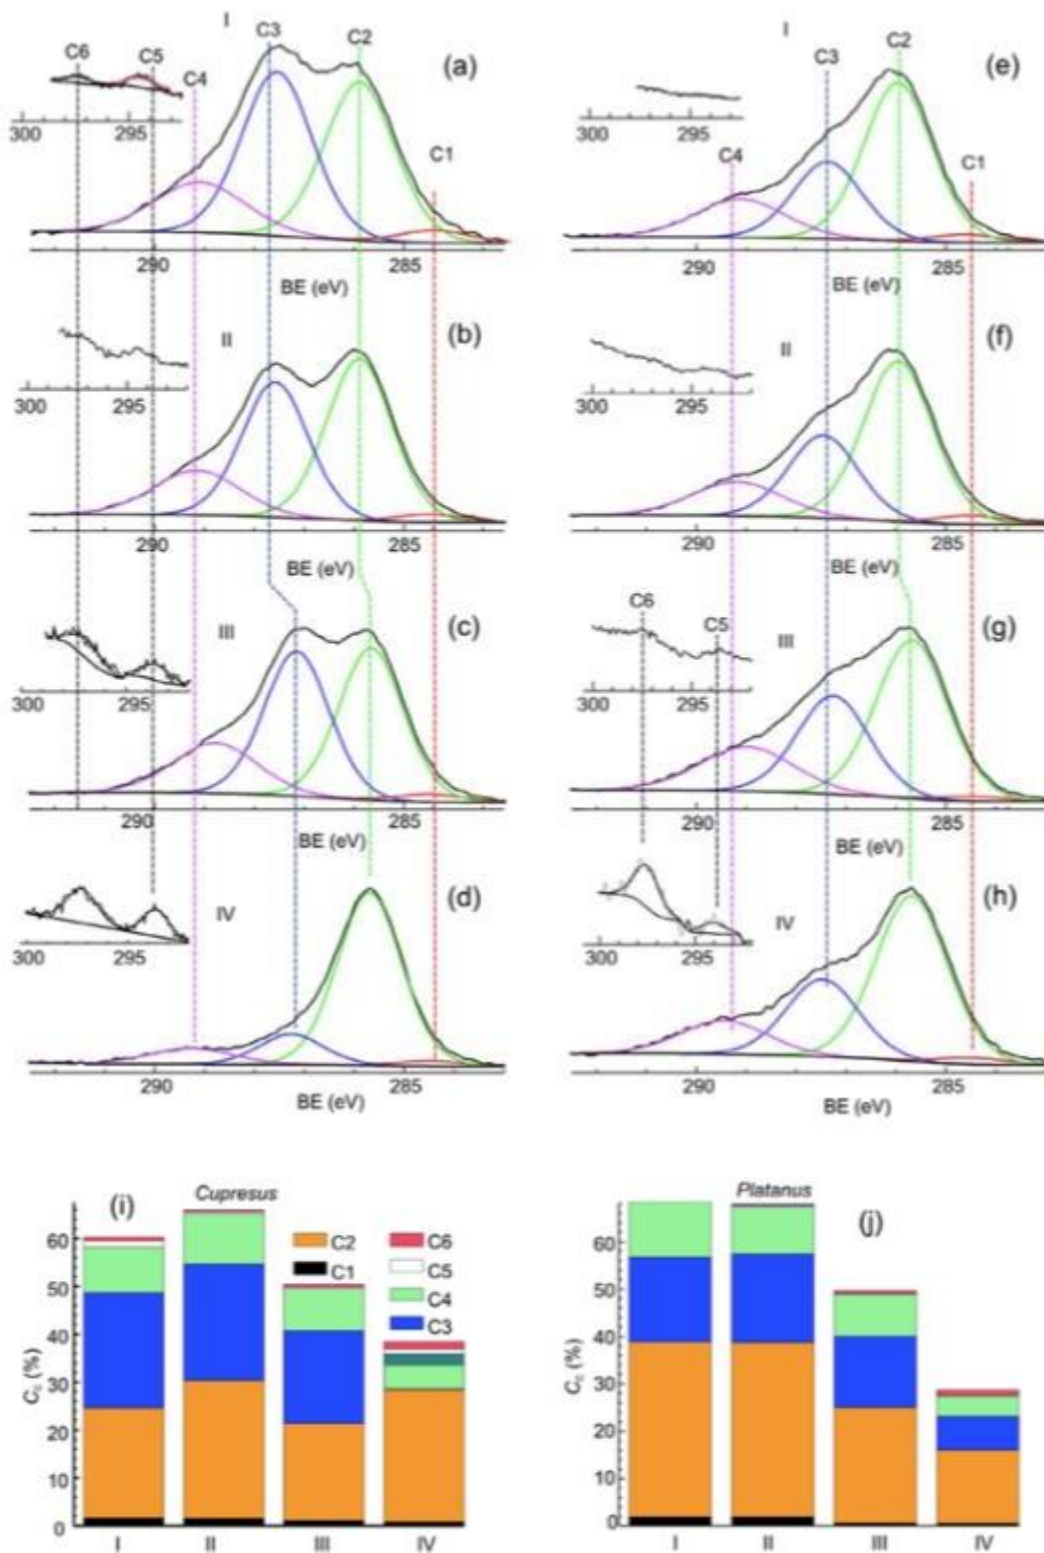 I
C3
C2
C6
C5
C4
(a)
C1
300
295
290
285
BE (eV)
I
C3
C2
(e)
C4
C1
300
295
290
285
BE (eV)
II
(b)
300
295
290
285
BE (eV)
II
(f)
300
295
290
285
BE (eV)
III
(c)
300
295
290
285
BE (eV)
C6
C5
III
(g)
300
295
290
285
BE (eV)
IV
(d)
300
295
290
285
BE (eV)
IV
(h)
300
295
290
285
BE (eV)
(i)
Cupresus
C2
C1
C6
C5
C4
C3
60
50
40
30
20
10
0
Cc (%)
I II III IV
Platanus
(j)
60
50
40
30
20
10
0
Cc (%)
I II III IV